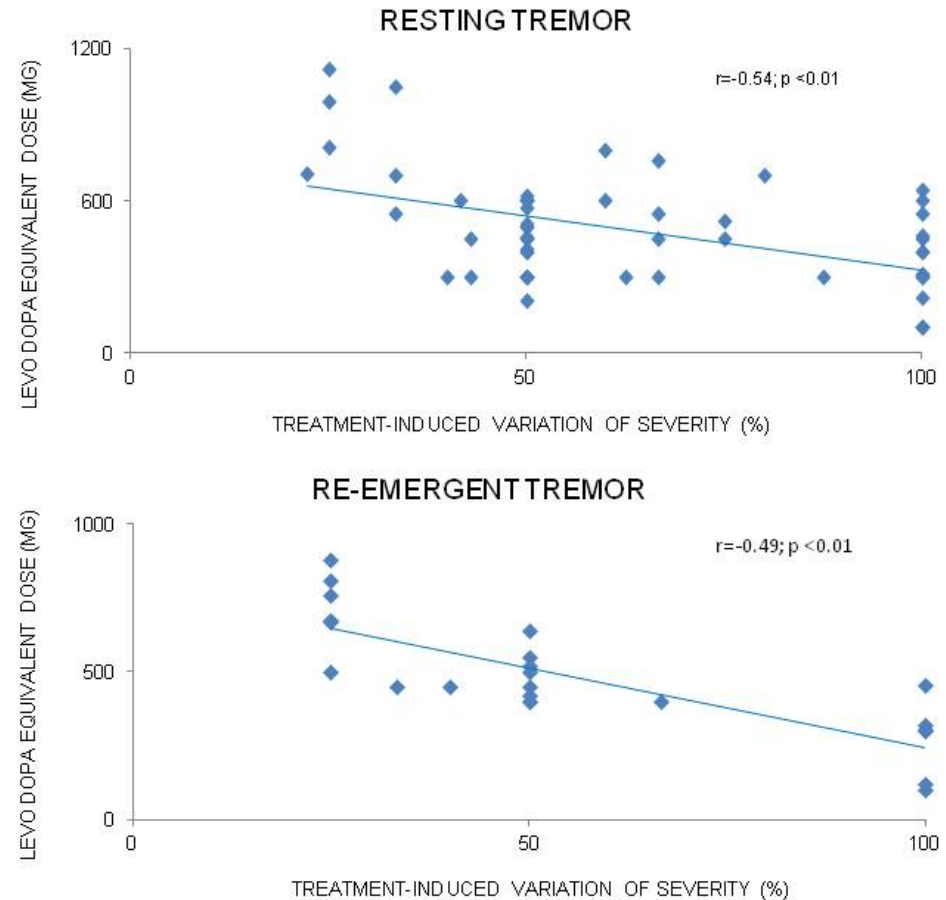 RESTING TREMOR
LEVO DOPA EQUIVALENT DOSE (MG)
1200
600
0
r=-0.54; p <0.01
0
50
100
TREATMENT-INDUCED VARIATION OF SEVERITY (%)
RE-EMERGENT TREMOR
LEVO DOPA EQUIVALENT DOSE (MG)
1000
500
0
r=-0.49; p <0.01
0
50
100
TREATMENT-INDUCED VARIATION OF SEVERITY (%)